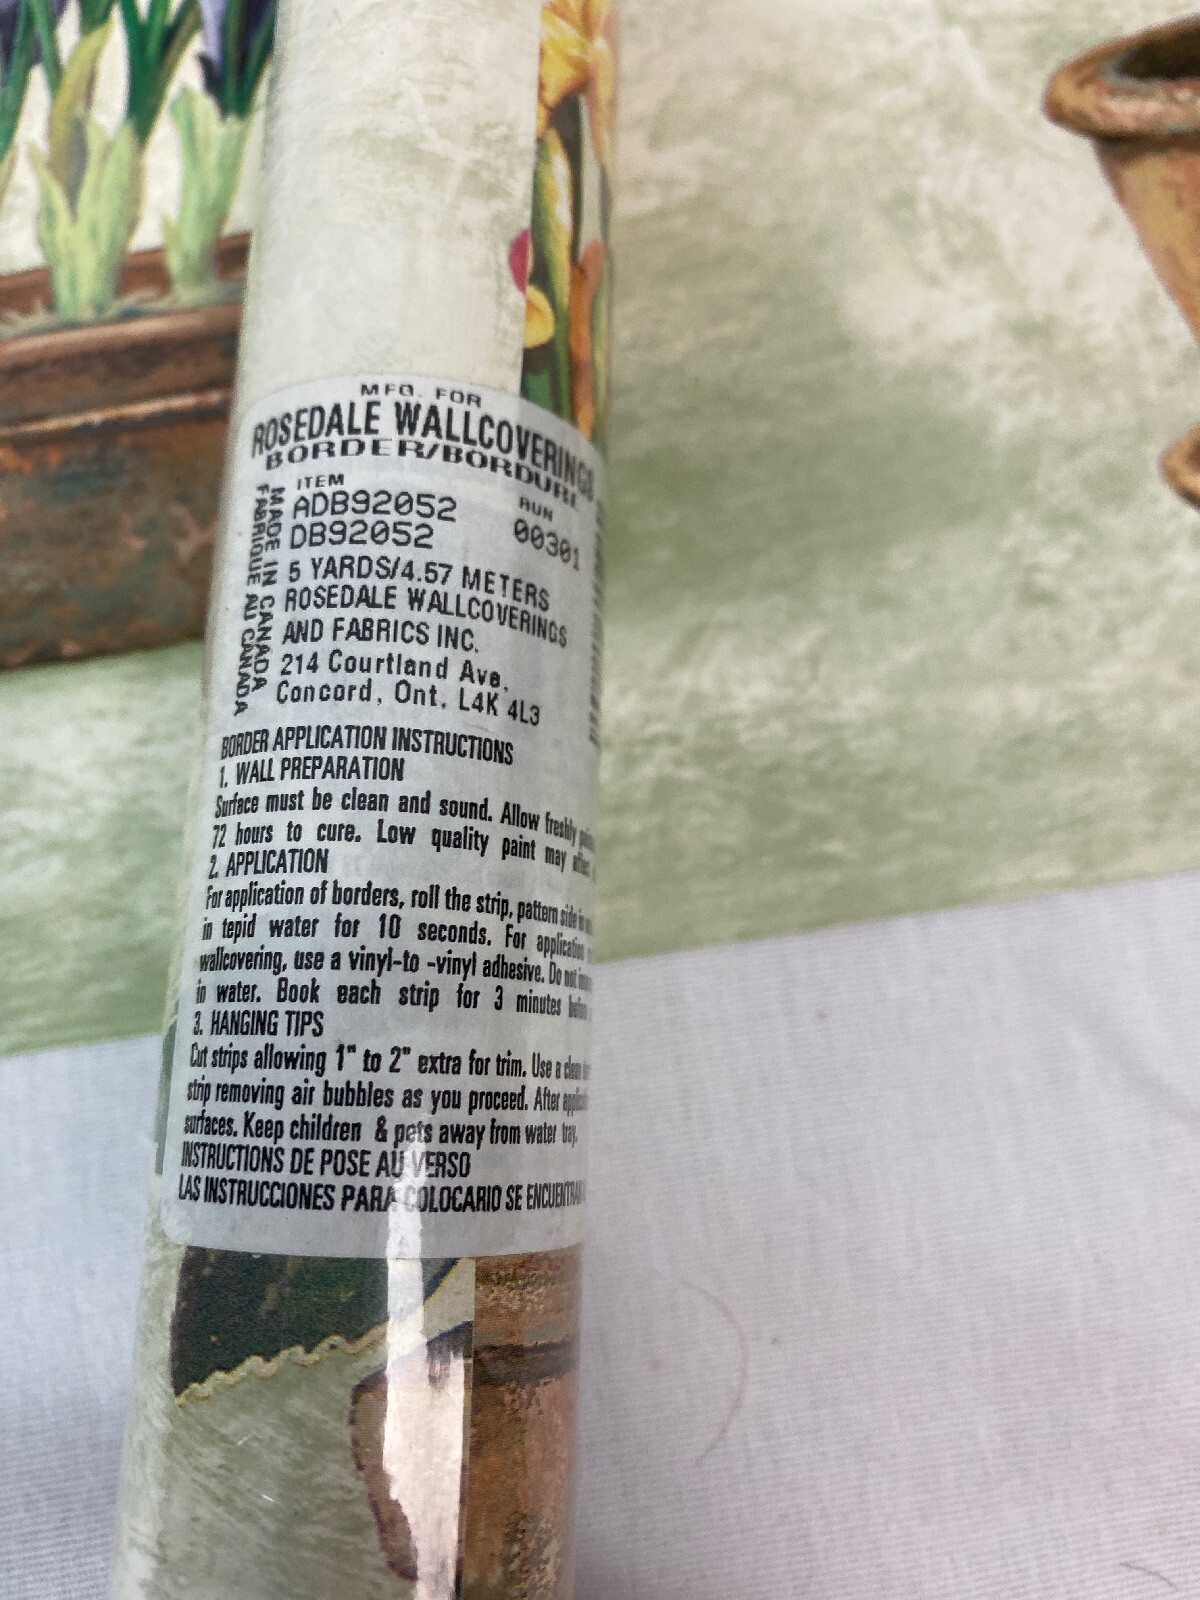 MFG. FOR
ROSEDALE WALLCOVERINGS
BORDER/BORDURE
ITEM
RUN
ADB92052
DB92052
00301
MADE IN CANADA
FABRIQUE AU CANADA
5 YARDS/4.57 METERS
ROSEDALE WALLCOVERINGS
AND FABRICS INC.
214 Courtland Ave.
Concord, Ont. L4K 4L3
BORDER APPLICATION INSTRUCTIONS
1. WALL PREPARATION
Surface must be clean and sound. Allow freshly
72 hours to cure. Low quality paint may
2. APPLICATION
For application of borders, roll the strip, pattern side in
in tepid water for 10 seconds. For application
wallcovering, use a vinyl-to -vinyl adhesive. Do not
in water. Book each strip for 3 minutes before
3. HANGING TIPS
Cut strips allowing 1" to 2" extra for trim. Use a clean
strip removing air bubbles as you proceed. After
surfaces. Keep children & pets away from water tray.
INSTRUCTIONS DE POSE AU VERSO
LAS INSTRUCCIONES PARA COLOCARIO SE